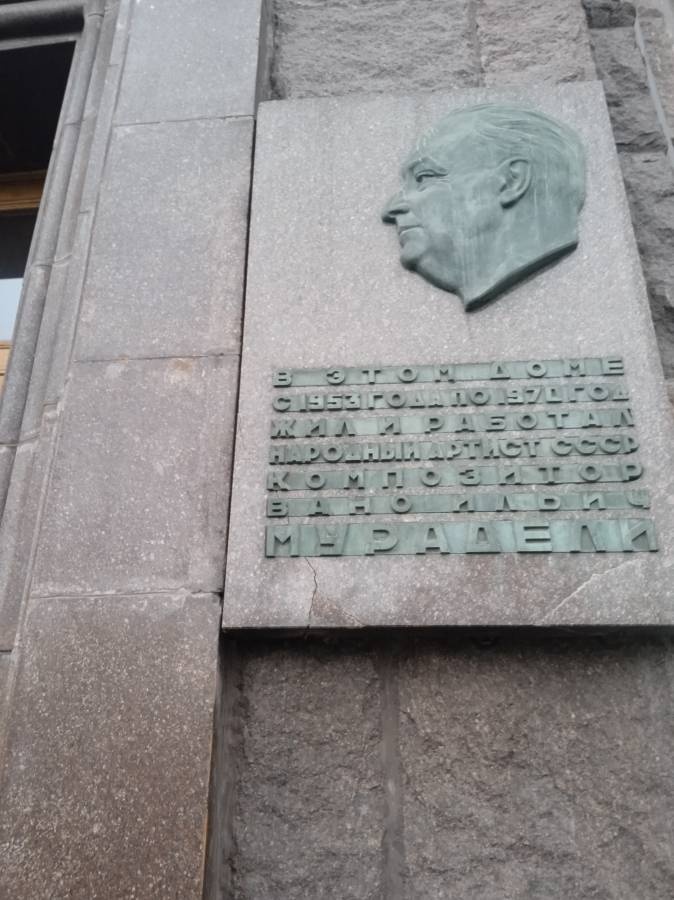 В ЭТОМ ДОМЕ
С 1953 ГОДА ПО 1970 ГОД
ЖИЛ И РАБОТАЛ
НАРОДНЫЙ АРТИСТ СССР
КОМПОЗИТОР
ВАНО ИЛЬИЧ
МУРАДЕЛИ